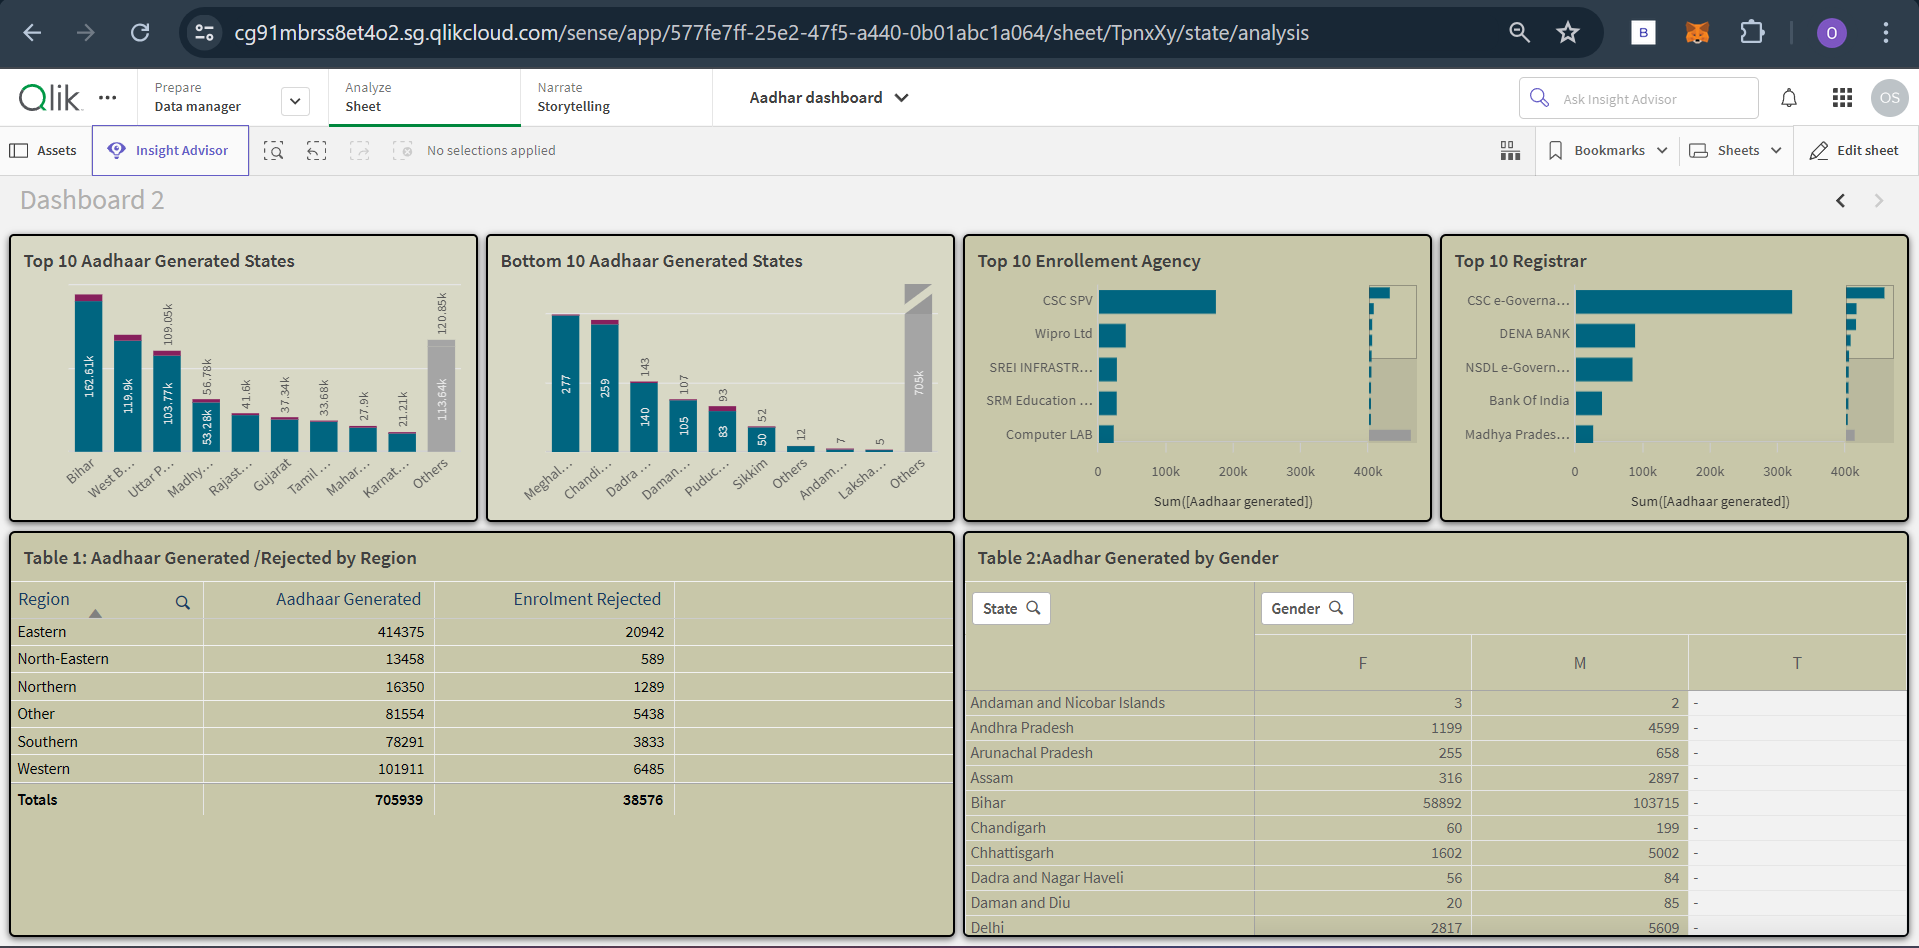 cg91mbrss8et4o2.sg.qlikcloud.com/sense/app/577fe7ff-25e2-47f5-a440-0b01abc1a064/sheet/TpnxXy/state/analysis
B
O
Qlik
Prepare
Data manager
Analyze
Sheet
Narrate
Storytelling
Aadhar dashboard
Ask Insight Advisor
OS
Assets
Insight Advisor
No selections applied
Bookmarks
Sheets
Edit sheet
Dashboard 2
Top 10 Aadhaar Generated States
162.61k
119.9k
109.05k
103.77k
56.78k
53.28k
41.6k
37.34k
33.68k
27.9k
21.21k
120.85k
113.64k
Bihar
West B...
Uttar P...
Madhy...
Rajast...
Gujarat
Tamil ...
Mahar...
Karnat...
Others
Bottom 10 Aadhaar Generated States
277
259
143
140
107
105
93
83
52
50
12
7
5
705k
Meghal...
Chandi...
Dadra ...
Daman...
Puduc...
Sikkim
Others
Andam...
Laksha...
Others
Top 10 Enrollement Agency
CSC SPV
Wipro Ltd
SREI INFRASTR...
SRM Education ...
Computer LAB
0 100k 200k 300k 400k
Sum([Aadhaar generated])
Top 10 Registrar
CSC e-Governa...
DENA BANK
NSDL e-Govern...
Bank Of India
Madhya Prades...
0 100k 200k 300k 400k
Sum([Aadhaar generated])
Table 1: Aadhaar Generated /Rejected by Region
Region Aadhaar Generated Enrolment Rejected
Eastern 414375 20942
North-Eastern 13458 589
Northern 16350 1289
Other 81554 5438
Southern 78291 3833
Western 101911 6485
Totals 705939 38576
Table 2:Aadhar Generated by Gender
State Gender
F M T
Andaman and Nicobar Islands 3 2 -
Andhra Pradesh 1199 4599 -
Arunachal Pradesh 255 658 -
Assam 316 2897 -
Bihar 58892 103715 -
Chandigarh 60 199 -
Chhattisgarh 1602 5002 -
Dadra and Nagar Haveli 56 84 -
Daman and Diu 20 85 -
Delhi 2817 5609 -